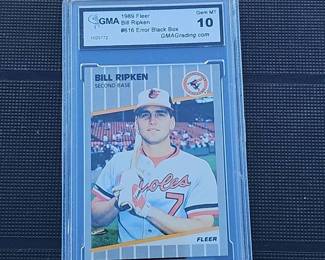 GMA
1989 Fleer
Bill Ripken
#616 Error Black Box
GMAGrading.com
Gem MT
10
BILL RIPKEN
SECOND BASE
Orioles
7
FLEER